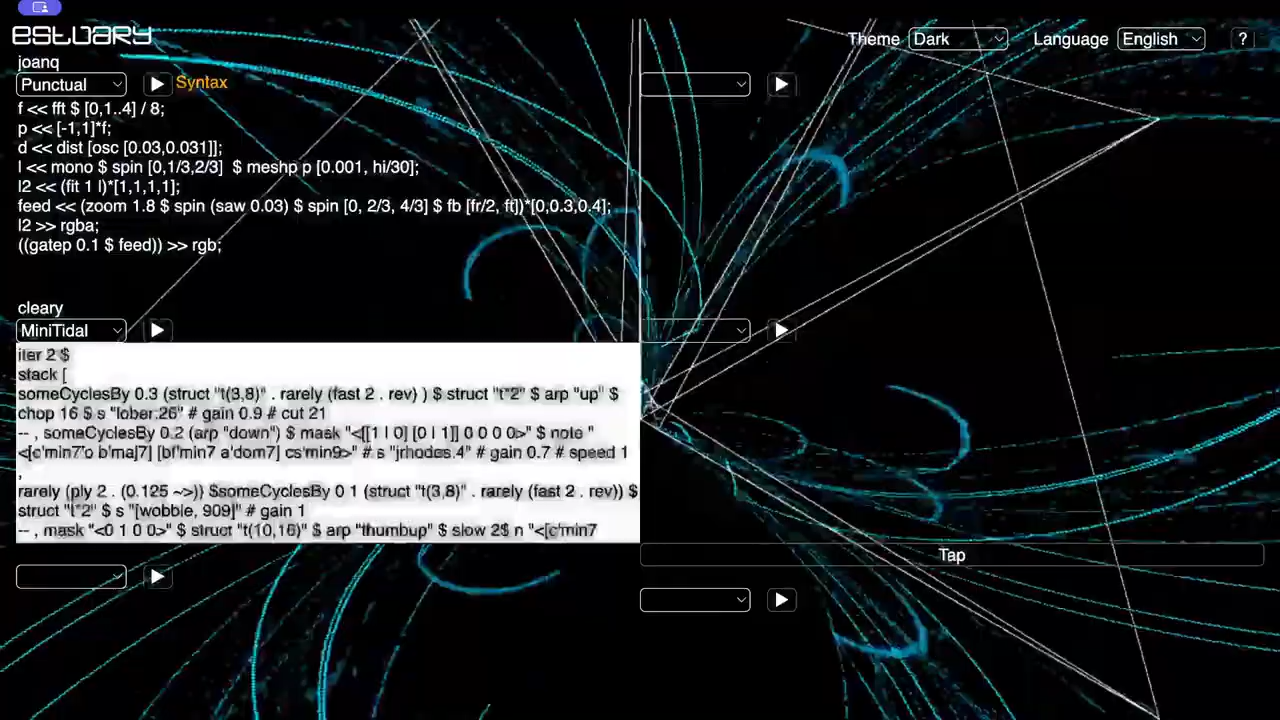 estuary
Theme Dark Language English ?
joanq
Punctual Syntax
f << fft $ [0,1..4] / 8;
p << [-1,1]*f;
d << dist [osc [0.03,0.031]];
l << mono $ spin [0,1/3,2/3]  $ meshp p [0.001, hi/30];
l2 << (fit 1 l)*[1,1,1,1];
feed << (zoom 1.8 $ spin (saw 0.03) $ spin [0, 2/3, 4/3] $ fb [fr/2, ft])*[0,0.3,0.4];
l2 >> rgba;
((gatep 0.1 $ feed)) >> rgb;
cleary
MiniTidal
iter 2 $
stack [
someCyclesBy 0.3 (struct "t(3,8)" . rarely (fast 2 . rev) ) $ struct "t*2" $ arp "up" $
chop 16 $ s "lober:26" # gain 0.9 # cut 21
-- , someCyclesBy 0.2 (arp "down") $ mask "<[[1 | 0] [0 | 1]] 0 0 0 0>" $ note "
<[c'min7'o b'maj7] [bf'min7 a'dom7] cs'min9>" # s "jrhodes:4" # gain 0.7 # speed 1
,
rarely (ply 2 . (0.125 ~>)) $someCyclesBy 0 1 (struct "t(3,8)" . rarely (fast 2 . rev)) $
struct "t*2" $ s "[wobble, 909]" # gain 1
-- , mask "<0 1 0 0>" $ struct "t(10,16)" $ arp "thumbup" $ slow 2$ n "<[c'min7
Tap